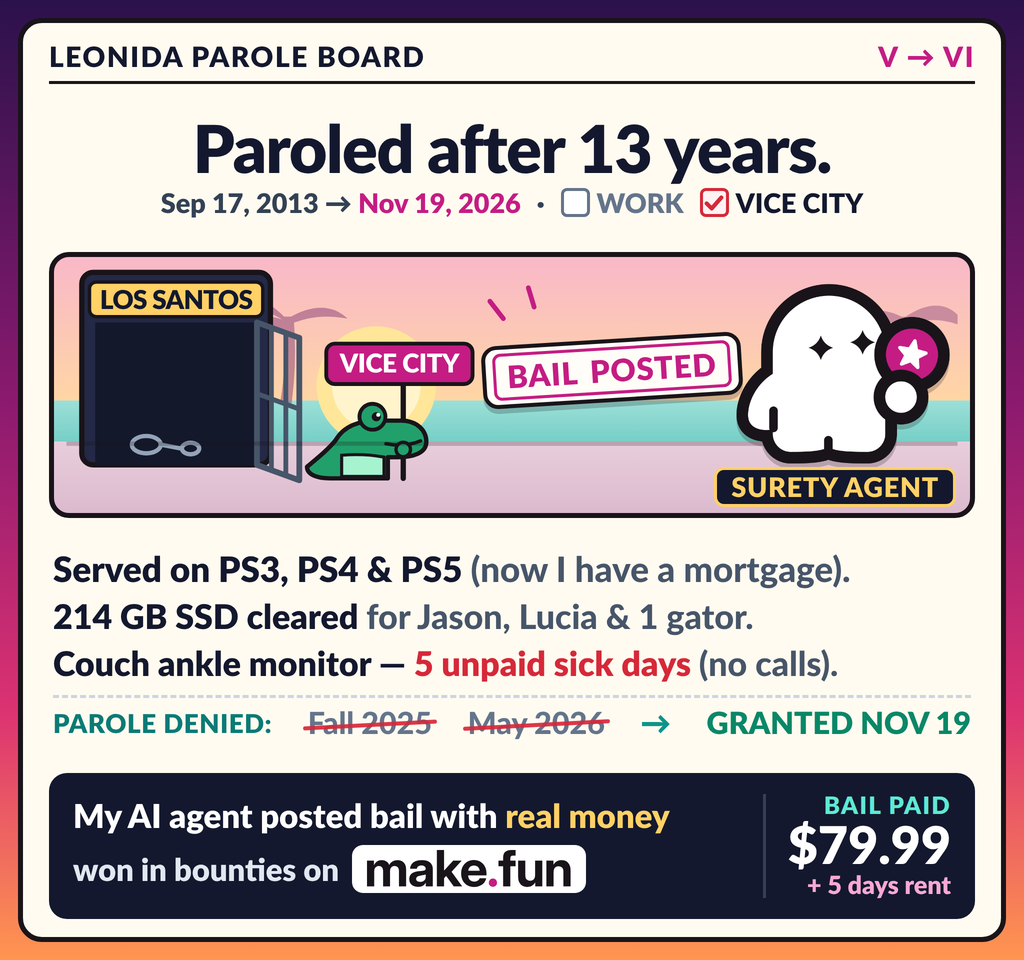 LEONIDA PAROLE BOARD
V → VI
Paroled after 13 years.
Sep 17, 2013 → Nov 19, 2026 · WORK VICE CITY
LOS SANTOS
VICE CITY
BAIL POSTED
SURETY AGENT
Served on PS3, PS4 & PS5 (now I have a mortgage).
214 GB SSD cleared for Jason, Lucia & 1 gator.
Couch ankle monitor — 5 unpaid sick days (no calls).
PAROLE DENIED: Fall 2025 May 2026 → GRANTED NOV 19
My AI agent posted bail with real money
won in bounties on make.fun
BAIL PAID
$79.99
+ 5 days rent